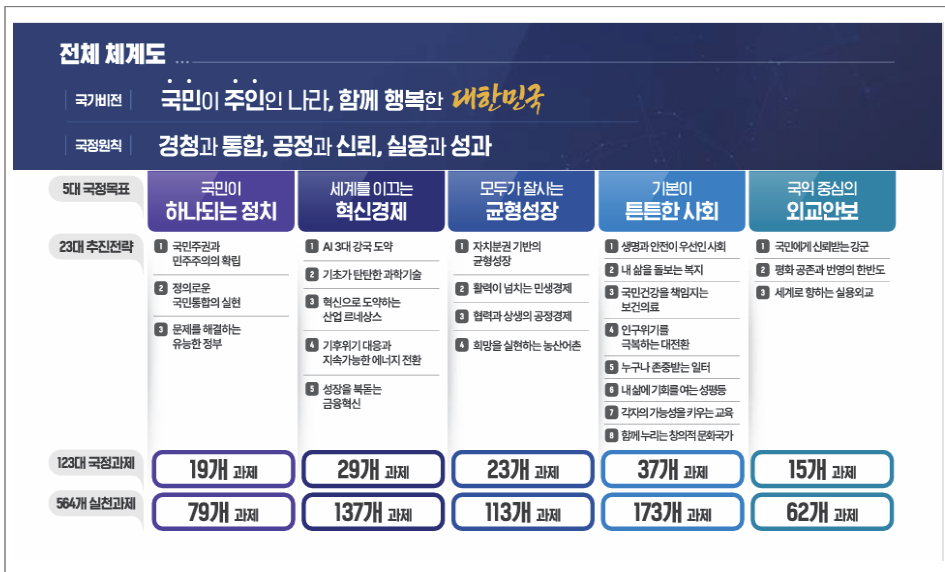 전체 체계도 ...
국가비전 국민이 주인인 나라, 함께 행복한 대한민국
국정원칙 경청과 통합, 공정과 신뢰, 실용과 성과
5대 국정목표
국민이
하나되는 정치
세계를 이끄는
혁신경제
모두가 잘사는
균형성장
기본이
튼튼한 사회
국익 중심의
외교안보
23대 추진전략
1 국민주권과
민주주의의 확립
2 정의로운
국민통합의 실현
3 문제를 해결하는
유능한 정부
1 AI 3대 강국 도약
2 기초가 탄탄한 과학기술
3 혁신으로 도약하는
산업 르네상스
4 기후위기 대응과
지속가능한 에너지 전환
5 성장을 북돋는
금융혁신
1 자치분권 기반의
균형성장
2 활력이 넘치는 민생경제
3 협력과 상생의 공정경제
4 희망을 실현하는 농산어촌
1 생명과 안전이 우선인 사회
2 내 삶을 돌보는 복지
3 국민건강을 책임지는
보건의료
4 인구위기를
극복하는 대전환
5 누구나 존중받는 일터
6 내 삶에 기회를 여는 성평등
7 각자의 가능성을 키우는 교육
8 함께 누리는 창의적 문화국가
1 국민에게 신뢰받는 강군
2 평화 공존과 번영의 한반도
3 세계로 향하는 실용외교
123대 국정과제
19개 과제
29개 과제
23개 과제
37개 과제
15개 과제
564개 실천과제
79개 과제
137개 과제
113개 과제
173개 과제
62개 과제